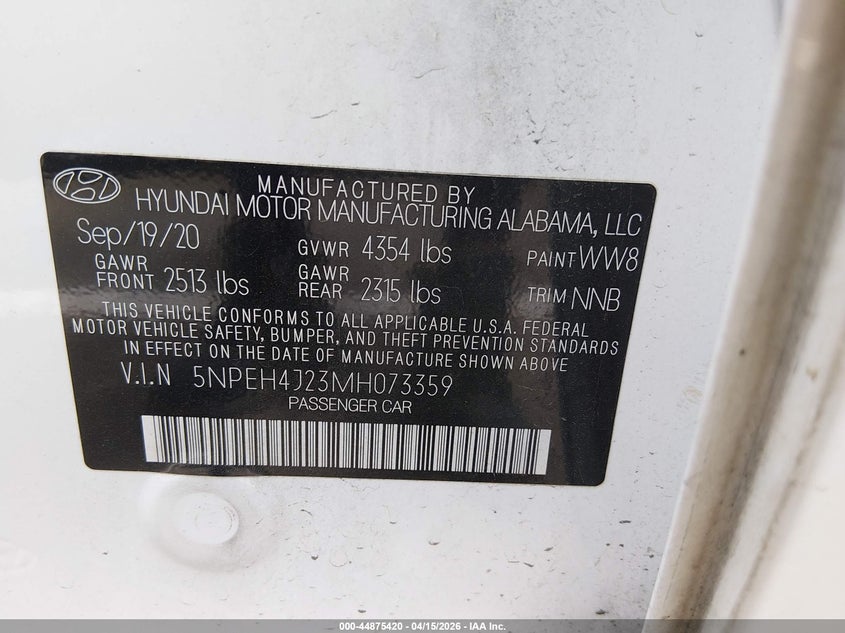 MANUFACTURED BY
HYUNDAI MOTOR MANUFACTURING ALABAMA, LLC
Sep/19/20 GVWR 4354 lbs PAINT WW8
GAWR FRONT 2513 lbs GAWR REAR 2315 lbs TRIM NNB
THIS VEHICLE CONFORMS TO ALL APPLICABLE U.S.A. FEDERAL
MOTOR VEHICLE SAFETY, BUMPER, AND THEFT PREVENTION STANDARDS
IN EFFECT ON THE DATE OF MANUFACTURE SHOWN ABOVE
V.I.N 5NPEH4J23MH073359
PASSENGER CAR
000-44875420 - 04/15/2026 - IAA Inc.